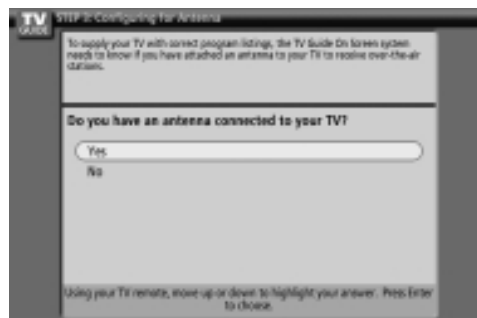 TV
GUIDE
STEP 3: Configuring for Antenna
To supply your TV with correct program listings, the TV Guide On Screen system
needs to know if you have attached an antenna to your TV to receive over-the-air
stations.
Do you have an antenna connected to your TV?
Yes
No
Using your TV remote, move up or down to highlight your answer. Press Enter
to choose.